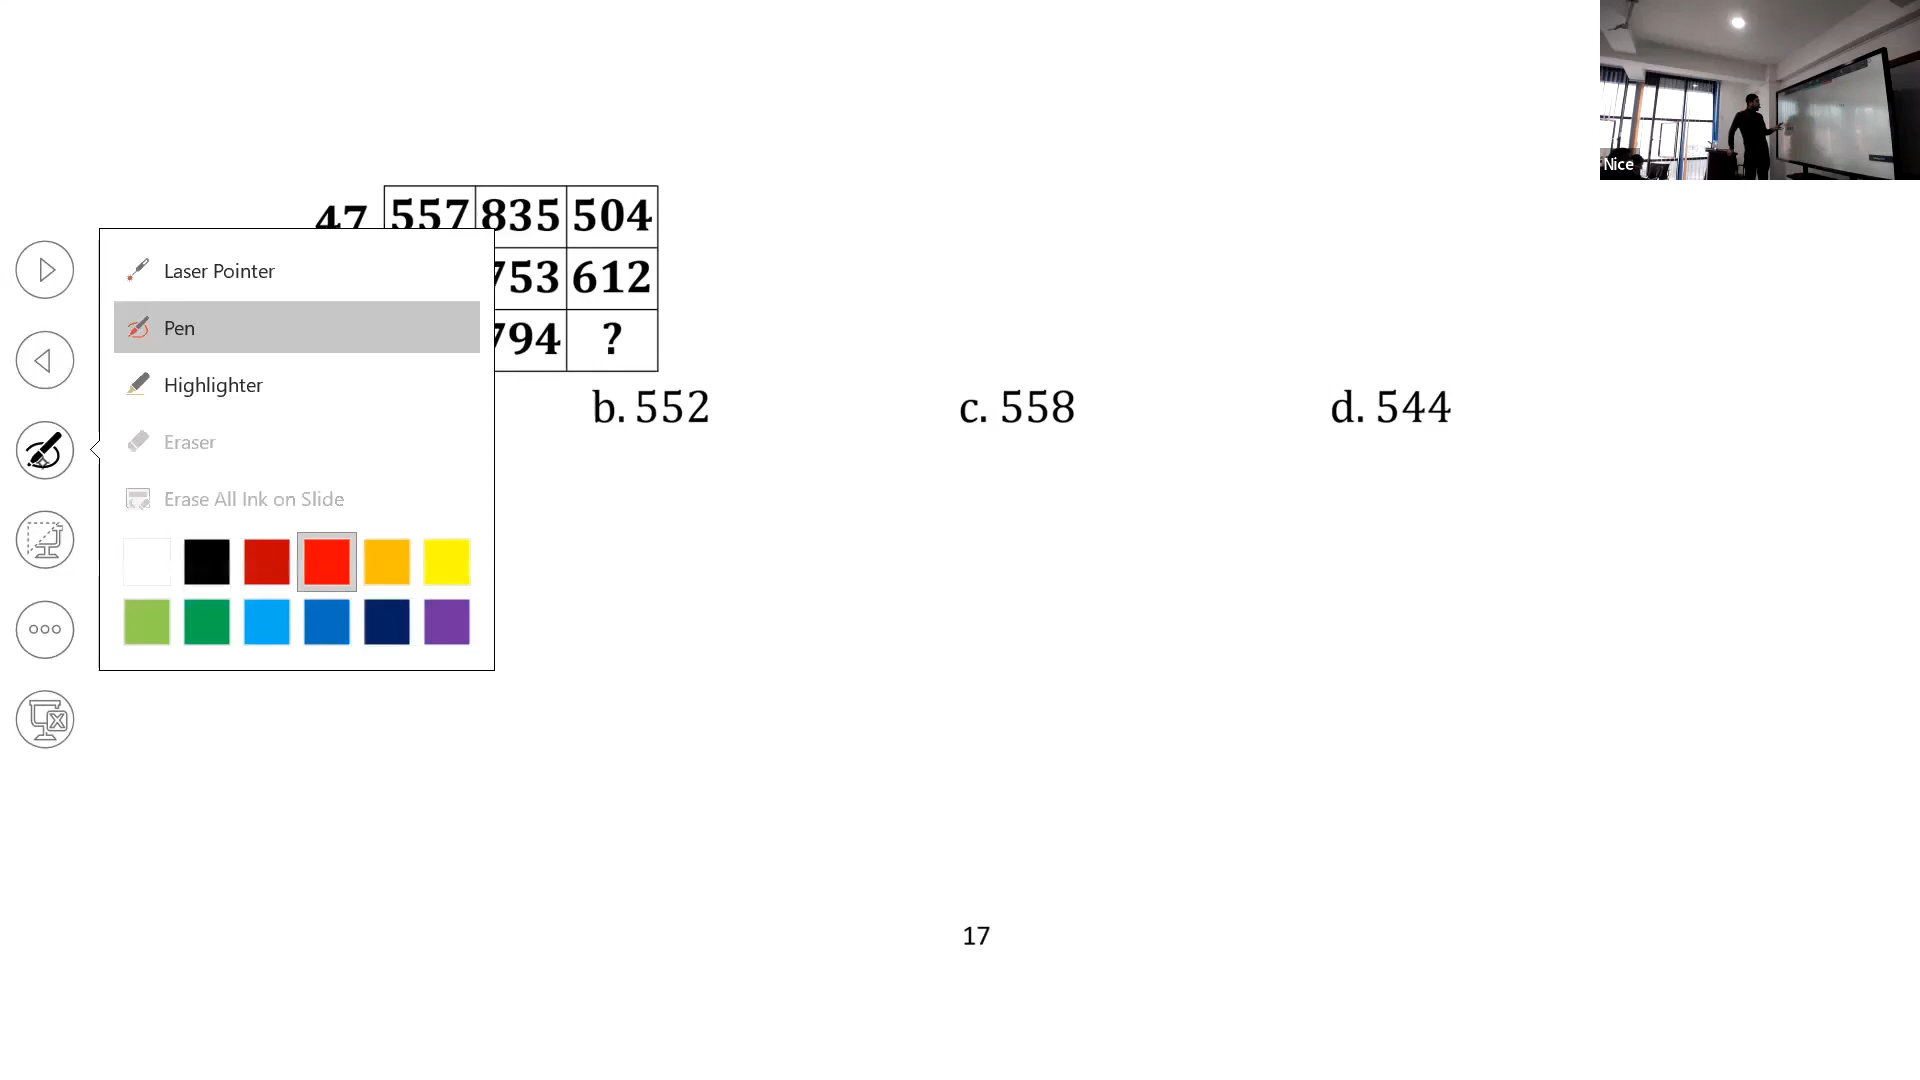 Nice
47 557 835 504
753 612
794 ?
b. 552 c. 558 d. 544
Laser Pointer
Pen
Highlighter
Eraser
Erase All Ink on Slide
17